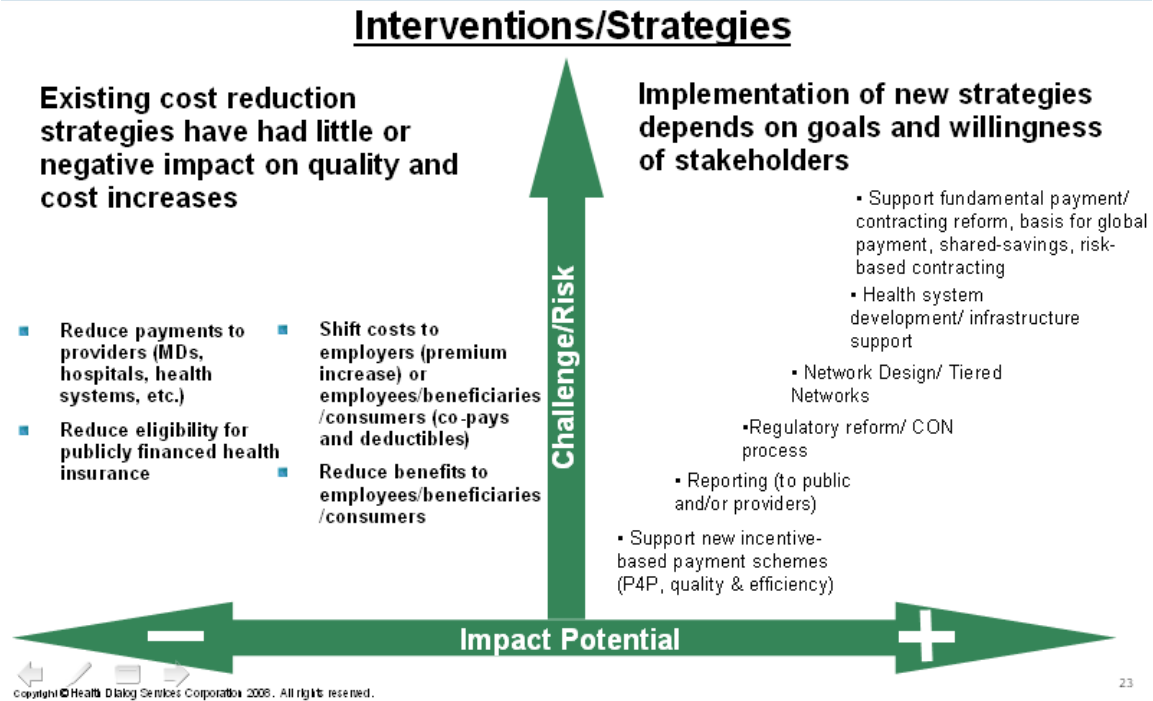 Interventions/Strategies
Existing cost reduction
strategies have had little or
negative impact on quality and
cost increases
▪ Reduce payments to
providers (MDs,
hospitals, health
systems, etc.)
▪ Reduce eligibility for
publicly financed health
insurance
▪ Shift costs to
employers (premium
increase) or
employees/beneficiaries
/consumers (co-pays
and deductibles)
▪ Reduce benefits to
employees/beneficiaries
/consumers
Challenge/Risk
Implementation of new strategies
depends on goals and willingness
of stakeholders
▪ Support fundamental payment/
contracting reform, basis for global
payment, shared-savings, risk-
based contracting
▪ Health system
development/ infrastructure
support
▪ Network Design/ Tiered
Networks
▪Regulatory reform/ CON
process
▪ Reporting (to public
and/or providers)
▪ Support new incentive-
based payment schemes
(P4P, quality & efficiency)
− Impact Potential +
Copyright © Health Dialog Services Corporation 2008. All rights reserved.
23